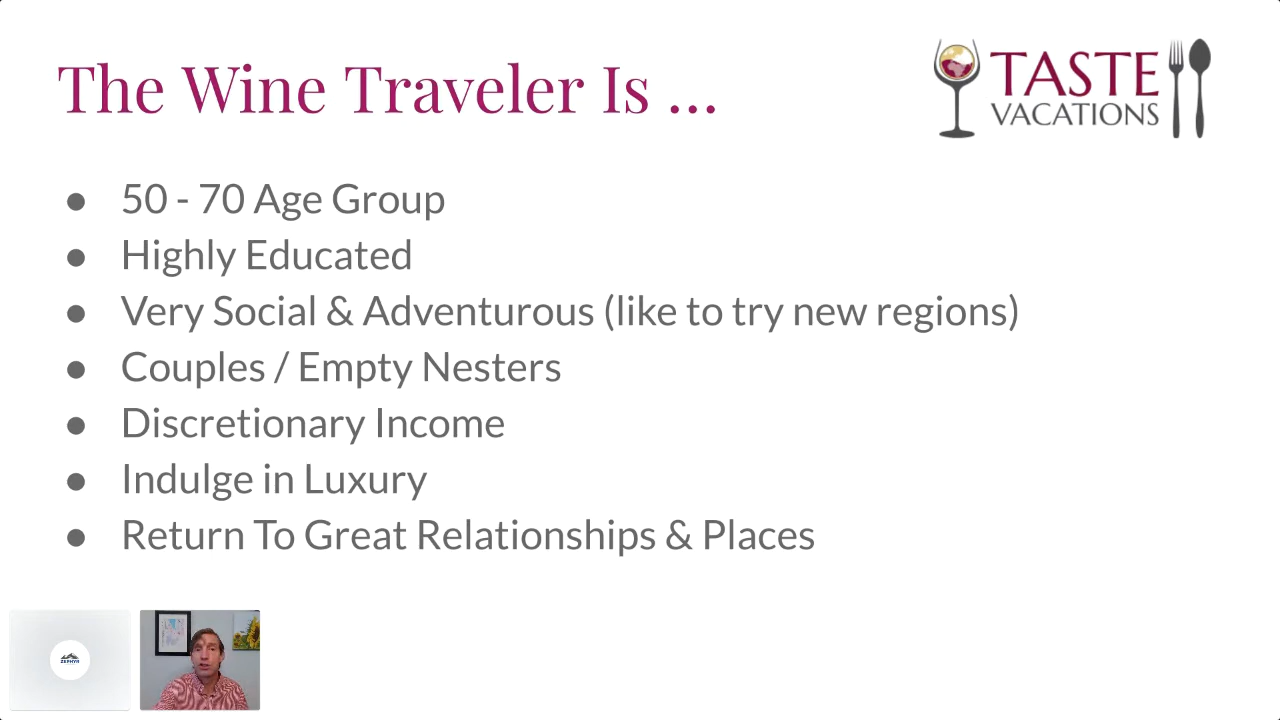 The Wine Traveler Is ...
TASTE
VACATIONS
● 50 - 70 Age Group
● Highly Educated
● Very Social & Adventurous (like to try new regions)
● Couples / Empty Nesters
● Discretionary Income
● Indulge in Luxury
● Return To Great Relationships & Places
ZEPHYR